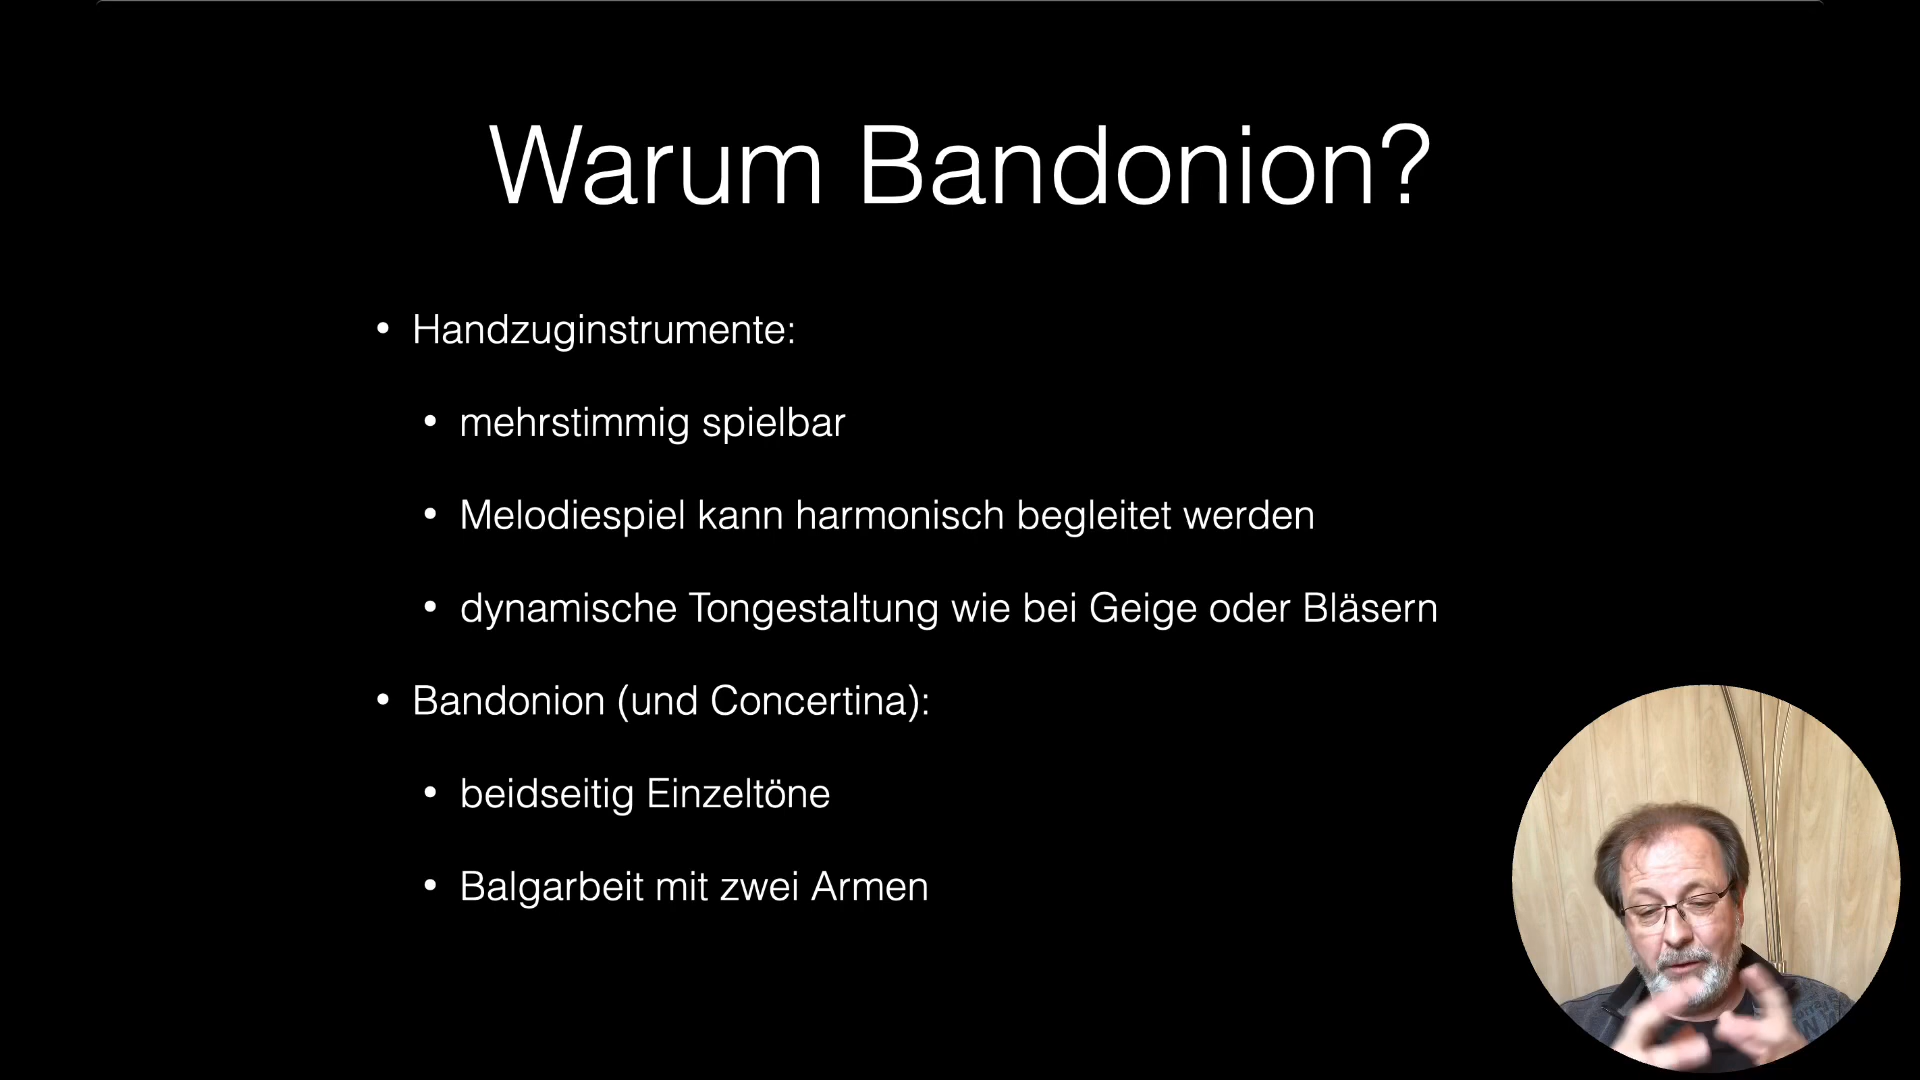 Warum Bandonion?
• Handzuginstrumente:
• mehrstimmig spielbar
• Melodiespiel kann harmonisch begleitet werden
• dynamische Tongestaltung wie bei Geige oder Bläsern
• Bandonion (und Concertina):
• beidseitig Einzeltöne
• Balgarbeit mit zwei Armen